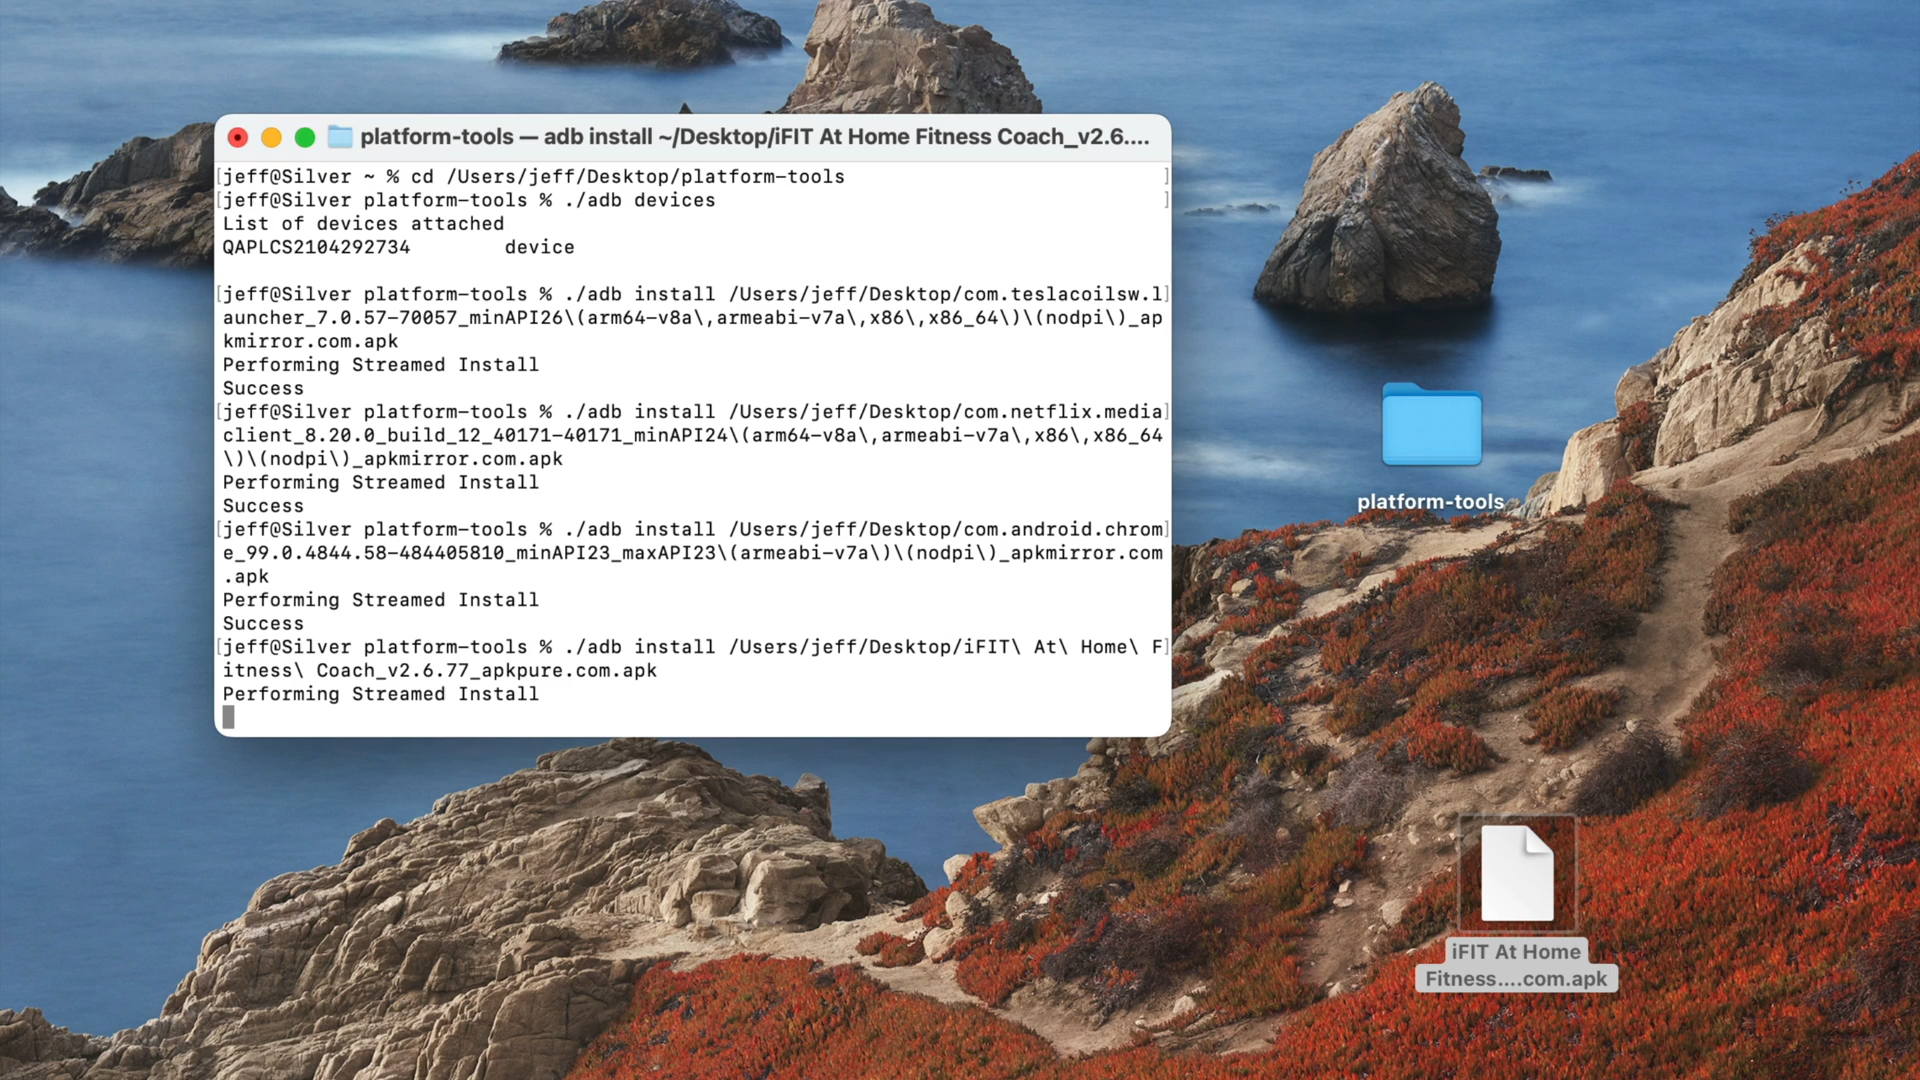 platform-tools — adb install ~/Desktop/iFIT At Home Fitness Coach_v2.6....
[jeff@Silver ~ % cd /Users/jeff/Desktop/platform-tools ]
[jeff@Silver platform-tools % ./adb devices ]
List of devices attached
QAPLCS2104292734 device
[jeff@Silver platform-tools % ./adb install /Users/jeff/Desktop/com.teslacoilsw.l]
auncher_7.0.57-70057_minAPI26\(arm64-v8a\,armeabi-v7a\,x86\,x86_64\)\(nodpi\)_ap
kmirror.com.apk
Performing Streamed Install
Success
[jeff@Silver platform-tools % ./adb install /Users/jeff/Desktop/com.netflix.media]
client_8.20.0_build_12_40171-40171_minAPI24\(arm64-v8a\,armeabi-v7a\,x86\,x86_64
\)\(nodpi\)_apkmirror.com.apk
Performing Streamed Install
Success
[jeff@Silver platform-tools % ./adb install /Users/jeff/Desktop/com.android.chrom]
e_99.0.4844.58-484405810_minAPI23_maxAPI23\(armeabi-v7a\)\(nodpi\)_apkmirror.com
.apk
Performing Streamed Install
Success
[jeff@Silver platform-tools % ./adb install /Users/jeff/Desktop/iFIT\ At\ Home\ F]
itness\ Coach_v2.6.77_apkpure.com.apk
Performing Streamed Install
platform-tools
iFIT At Home
Fitness....com.apk